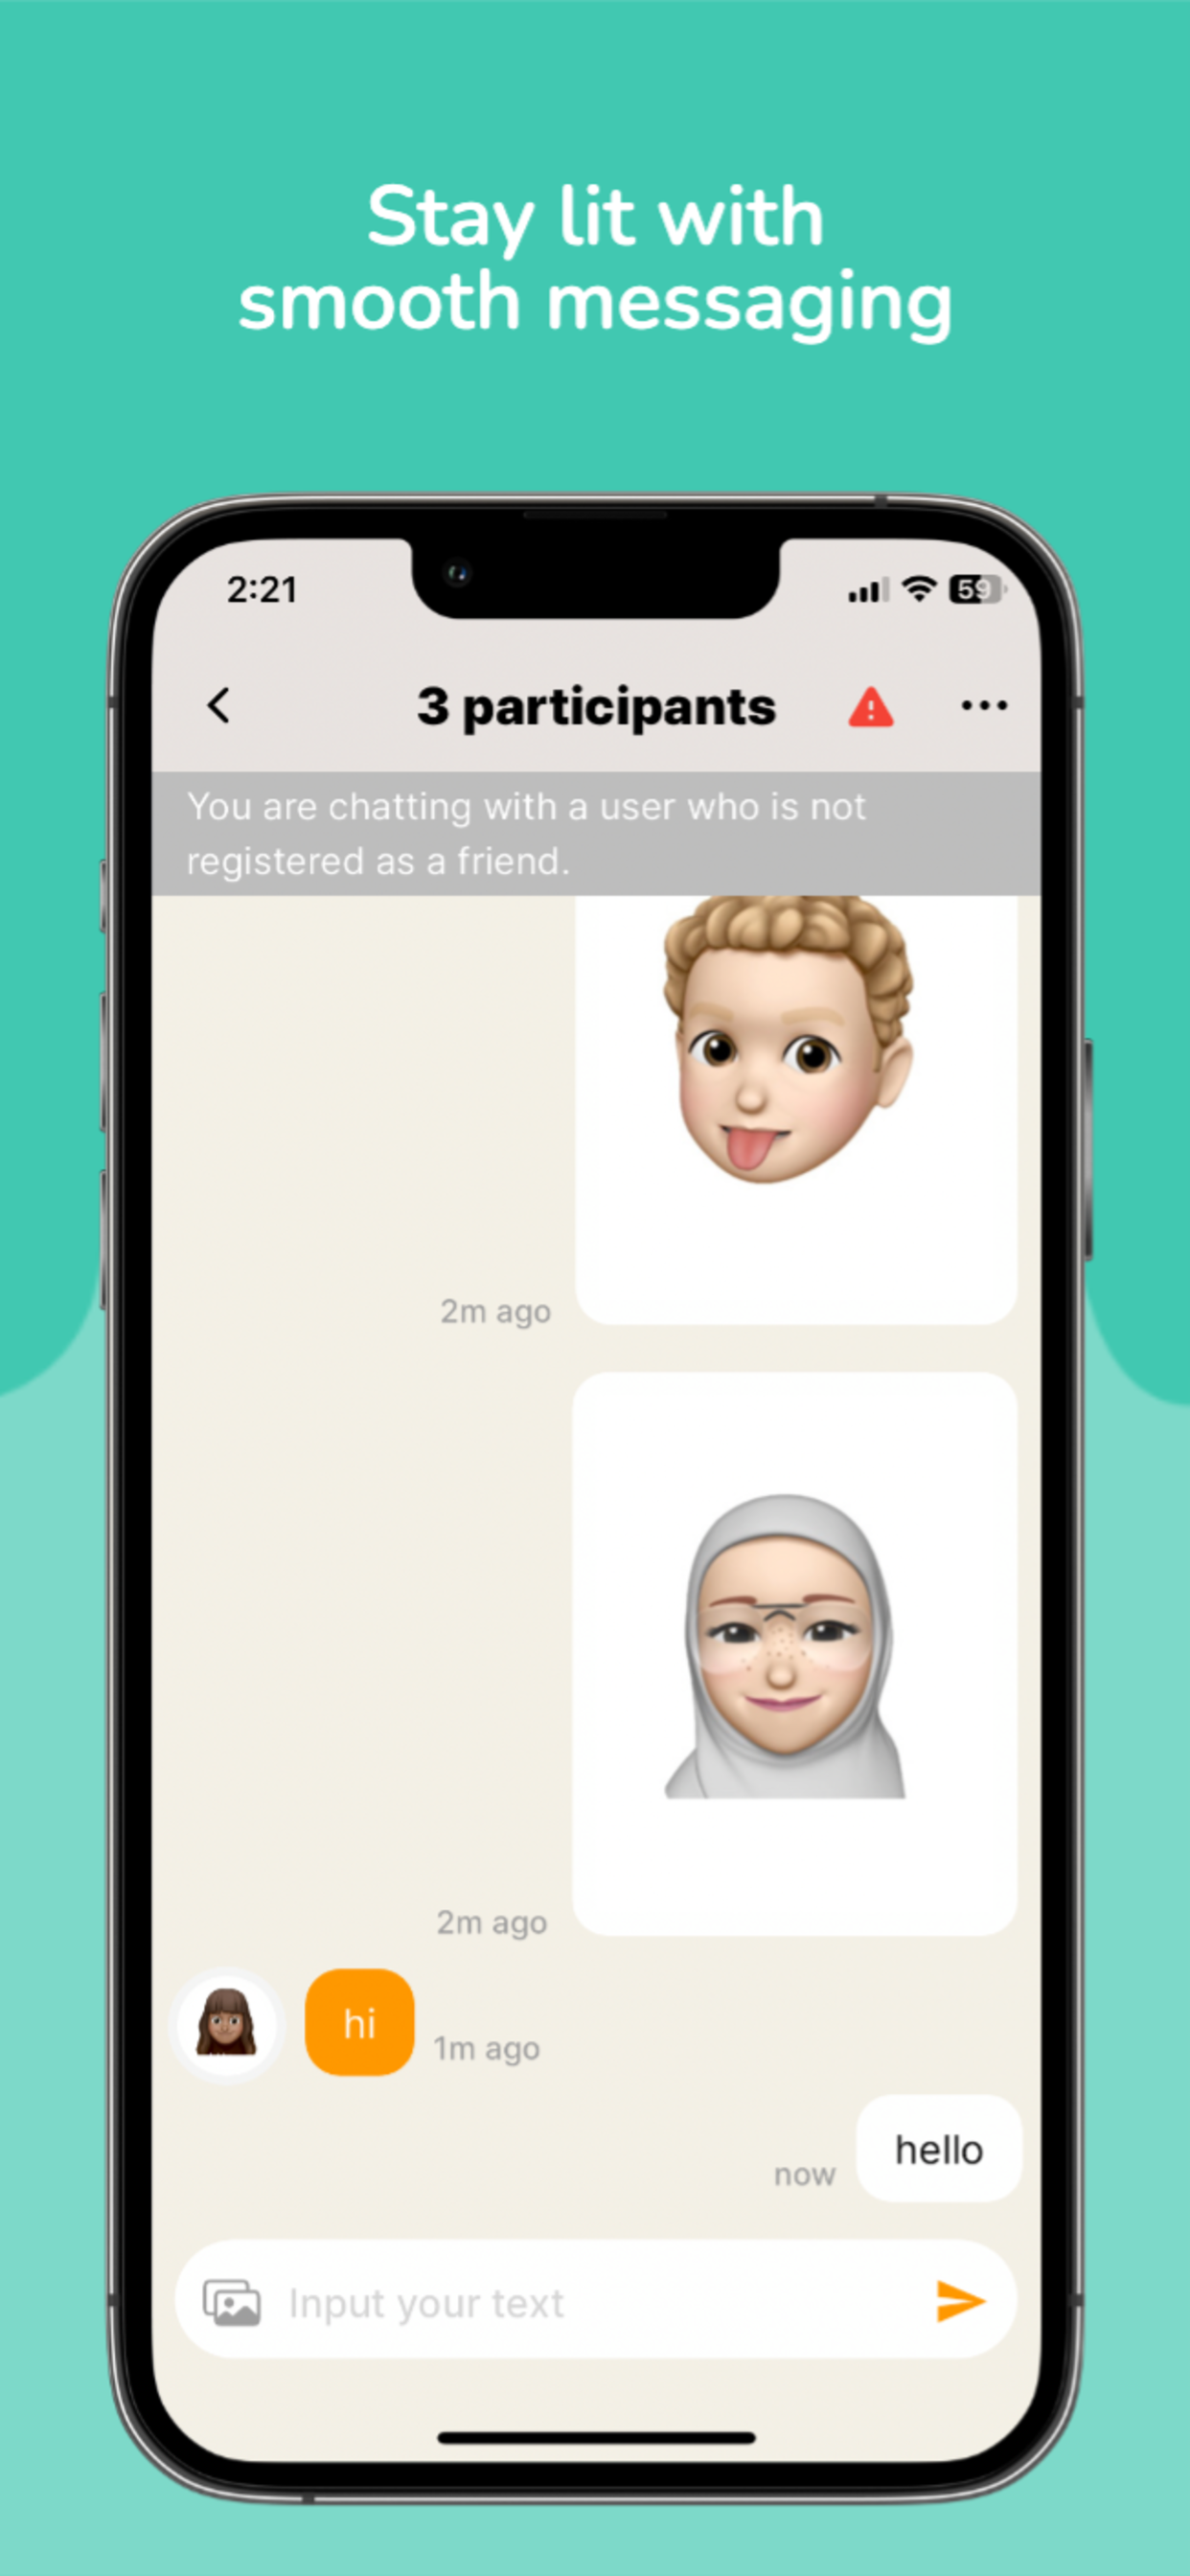 Stay lit with
smooth messaging
2:21
59
3 participants
You are chatting with a user who is not
registered as a friend.
2m ago
2m ago
hi
1m ago
hello
now
Input your text